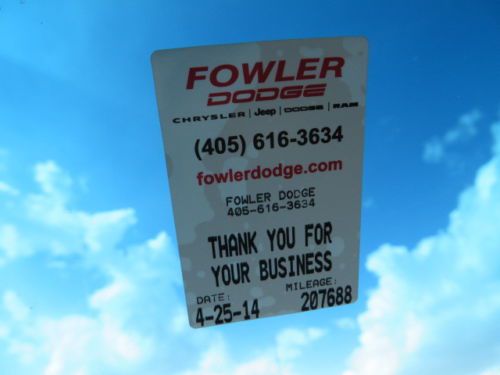 FOWLER
DODGE
CHRYSLER | Jeep | DODGE | RAM
(405) 616-3634
fowlerdodge.com
FOWLER DODGE
405-616-3634
THANK YOU FOR
YOUR BUSINESS
DATE: MILEAGE:
4-25-14 207688